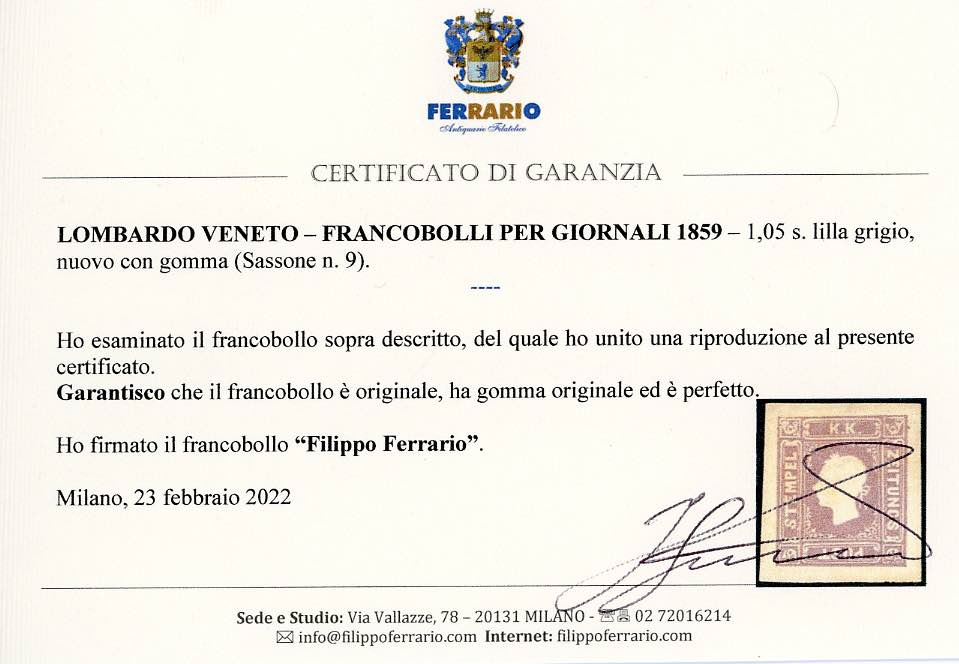 FERRARIO
Antiquario Filatelico
CERTIFICATO DI GARANZIA
LOMBARDO VENETO – FRANCOBOLLI PER GIORNALI 1859 – 1,05 s. lilla grigio,
nuovo con gomma (Sassone n. 9).
----
Ho esaminato il francobollo sopra descritto, del quale ho unito una riproduzione al presente
certificato.
Garantisco che il francobollo è originale, ha gomma originale ed è perfetto.
Ho firmato il francobollo “Filippo Ferrario”.
Milano, 23 febbraio 2022
K.K.
STEMPEL
ZEITUNGS
Sede e Studio: Via Vallazze, 78 – 20131 MILANO - ☎ 02 72016214
✉ info@filippoferrario.com Internet: filippoferrario.com